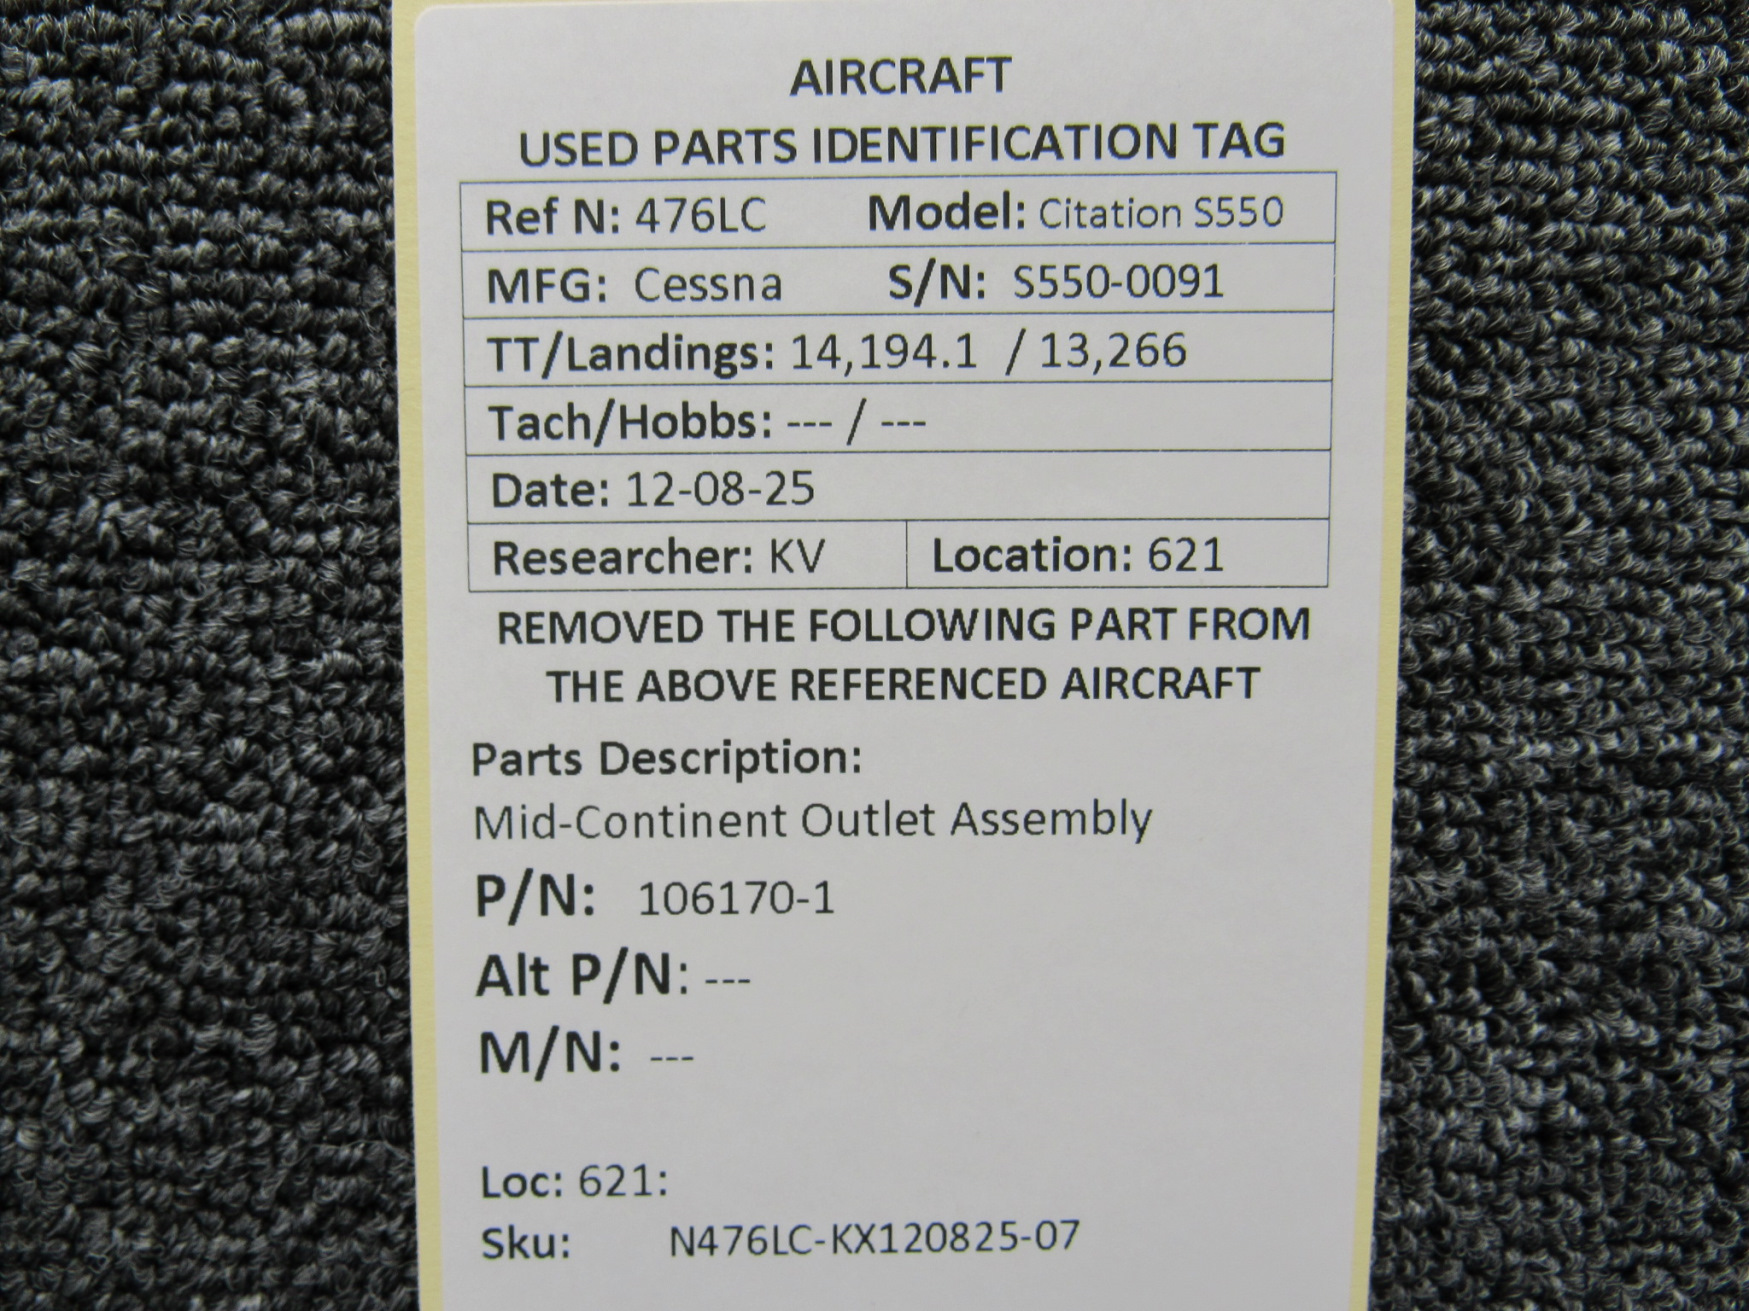 AIRCRAFT
USED PARTS IDENTIFICATION TAG
Ref N: 476LC Model: Citation S550
MFG: Cessna S/N: S550-0091
TT/Landings: 14,194.1 / 13,266
Tach/Hobbs: --- / ---
Date: 12-08-25
Researcher: KV Location: 621
REMOVED THE FOLLOWING PART FROM
THE ABOVE REFERENCED AIRCRAFT
Parts Description:
Mid-Continent Outlet Assembly
P/N: 106170-1
Alt P/N: ---
M/N: ---
Loc: 621:
Sku: N476LC-KX120825-07